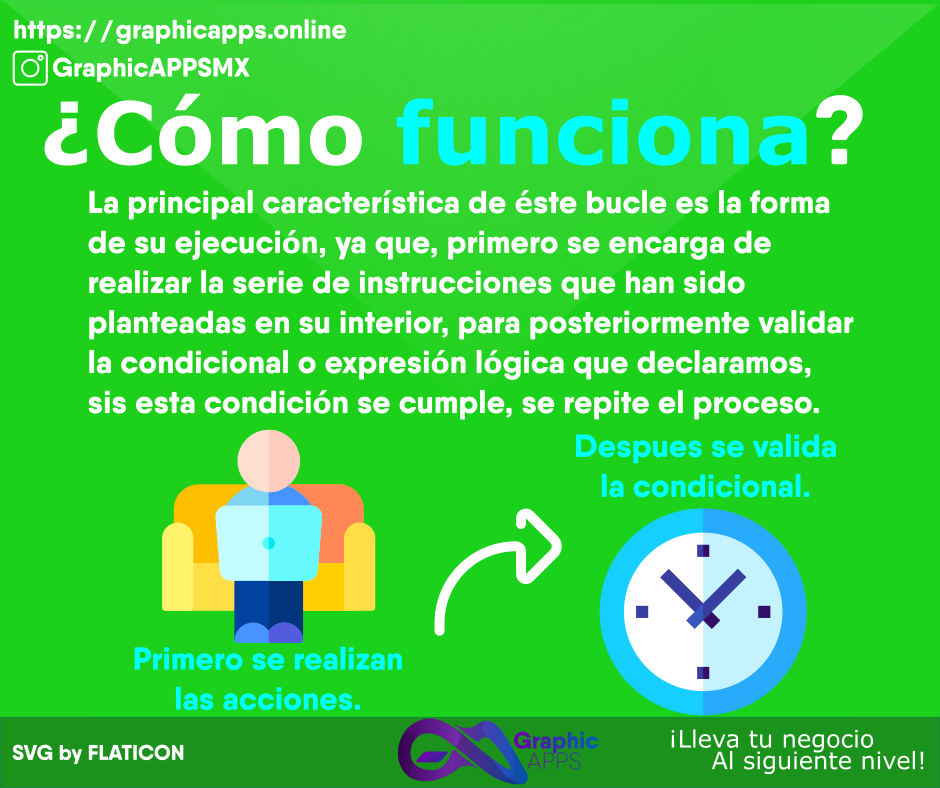 https://graphicapps.online
GraphicAPPSMX
¿Cómo funciona?
La principal característica de éste bucle es la forma
de su ejecución, ya que, primero se encarga de
realizar la serie de instrucciones que han sido
planteadas en su interior, para posteriormente validar
la condicional o expresión lógica que declaramos,
sis esta condición se cumple, se repite el proceso.
Despues se valida
la condicional.
Primero se realizan
las acciones.
SVG by FLATICON
Graphic
APPS
¡Lleva tu negocio
Al siguiente nivel!